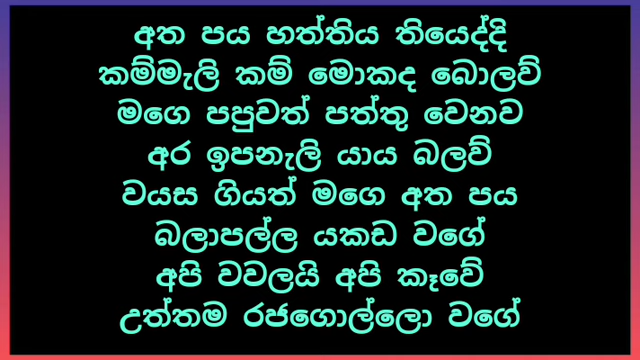 අත පය හත්තිය තියෙද්දි
කම්මැලි කම් මොකද බොලව්
මගෙ පපුවත් පත්තු වෙනව
අර ඉපනැලි යාය බලව්
වයස ගියත් මගෙ අත පය
බලාපල්ල යකඩ වගේ
අපි වවලයි අපි කෑවේ
උත්තම රජගොල්ලො වගේ